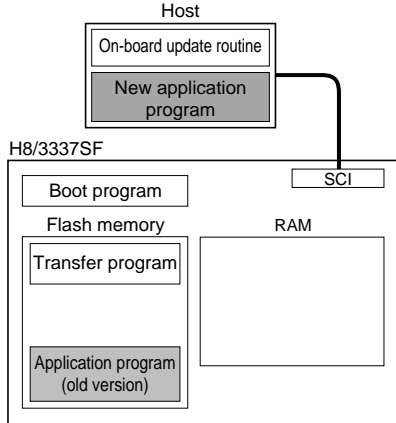 Host
On-board update routine
New application
program
H8/3337SF
SCI
Boot program
Flash memory
RAM
Transfer program
Application program
(old version)